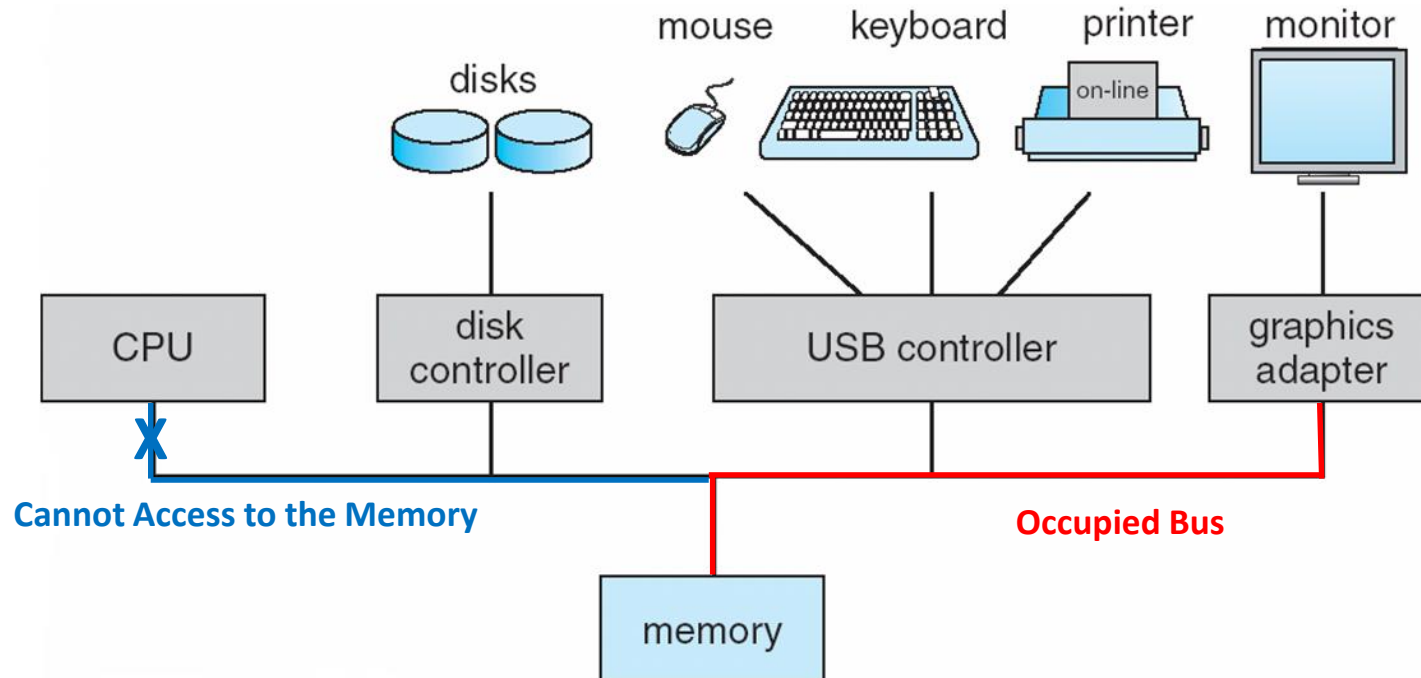 mouse
keyboard
printer
monitor
disks
on-line
CPU
disk
controller
USB controller
graphics
adapter
X
Cannot Access to the Memory
Occupied Bus
memory